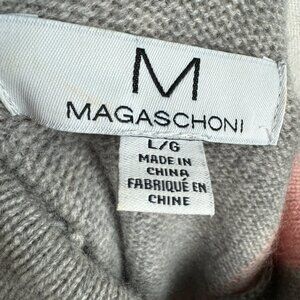 M
MAGASCHONI
L/G
MADE IN
CHINA
FABRIQUÉ EN
CHINE